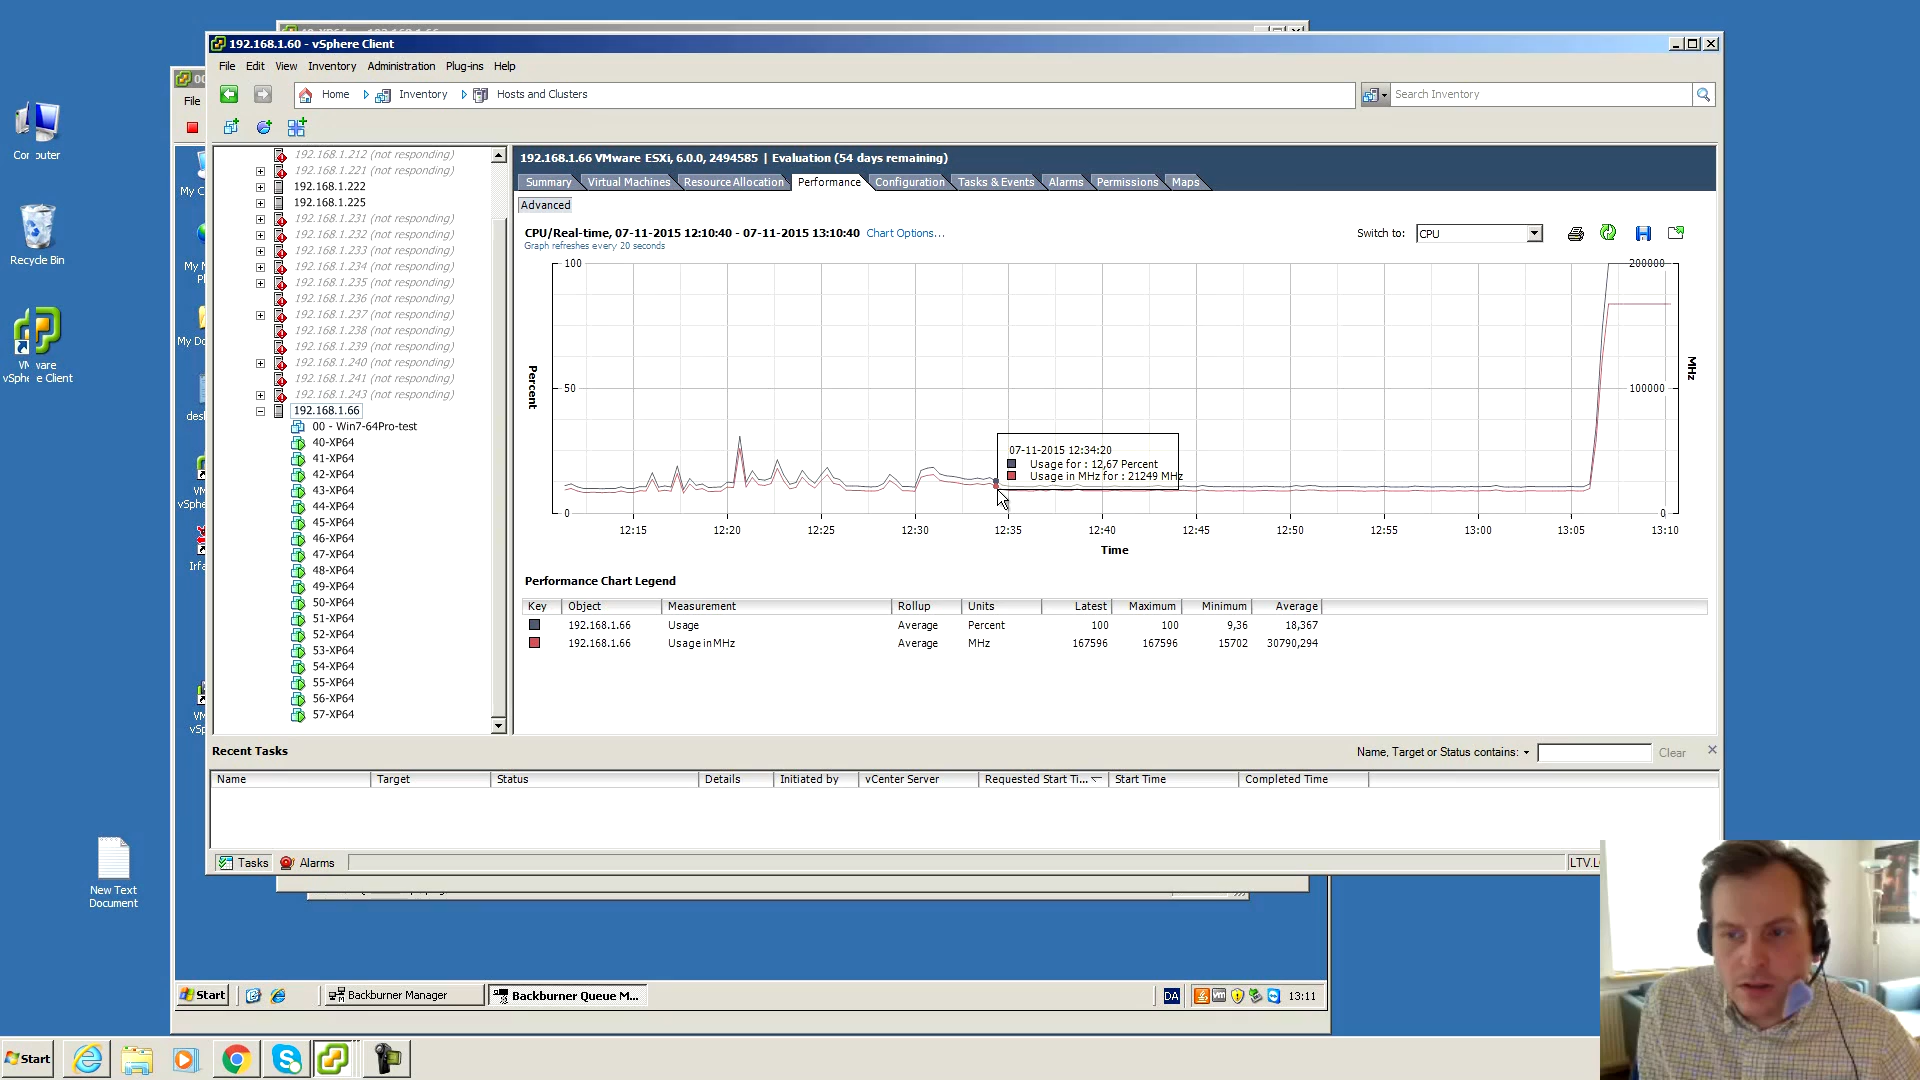 192.168.1.60 - vSphere Client
File Edit View Inventory Administration Plug-ins Help
Home Inventory Hosts and Clusters
Search Inventory
File
192.168.1.212 (not responding)
192.168.1.221 (not responding)
192.168.1.222
192.168.1.225
192.168.1.231 (not responding)
192.168.1.232 (not responding)
192.168.1.233 (not responding)
192.168.1.234 (not responding)
192.168.1.235 (not responding)
192.168.1.236 (not responding)
192.168.1.237 (not responding)
192.168.1.238 (not responding)
192.168.1.239 (not responding)
192.168.1.240 (not responding)
192.168.1.241 (not responding)
192.168.1.243 (not responding)
192.168.1.66
00 - Win7-64Pro-test
40-XP64
41-XP64
42-XP64
43-XP64
44-XP64
45-XP64
46-XP64
47-XP64
48-XP64
49-XP64
50-XP64
51-XP64
52-XP64
53-XP64
54-XP64
55-XP64
56-XP64
57-XP64
192.168.1.66 VMware ESXi, 6.0.0, 2494585 | Evaluation (54 days remaining)
Summary Virtual Machines Resource Allocation Performance Configuration Tasks & Events Alarms Permissions Maps
Advanced
CPU/Real-time, 07-11-2015 12:10:40 - 07-11-2015 13:10:40 Chart Options...
Graph refreshes every 20 seconds
Switch to: CPU
100 200000
50 100000
0 0
Percent
MHz
07-11-2015 12:34:20
Usage for : 12,67 Percent
Usage in MHz for : 21249 MHz
12:15 12:20 12:25 12:30 12:35 12:40 12:45 12:50 12:55 13:00 13:05 13:10
Time
Performance Chart Legend
Key Object Measurement Rollup Units Latest Maximum Minimum Average
192.168.1.66 Usage Average Percent 100 100 9,36 18,367
192.168.1.66 Usage in MHz Average MHz 167596 167596 15702 30790,294
Recent Tasks
Name, Target or Status contains: Clear
Name Target Status Details Initiated by vCenter Server Requested Start Ti... Start Time Completed Time
Tasks Alarms
Recycle Bin
New Text
Document
Start Backburner Manager Backburner Queue M... DA 13:11
Start